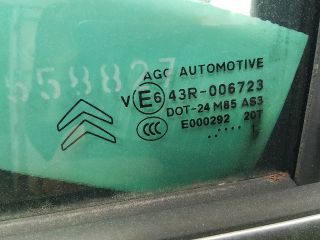 658827
AGC AUTOMOTIVE
V E6 43R-006723
DOT-24 M85 AS3
CCC
E000292 20T